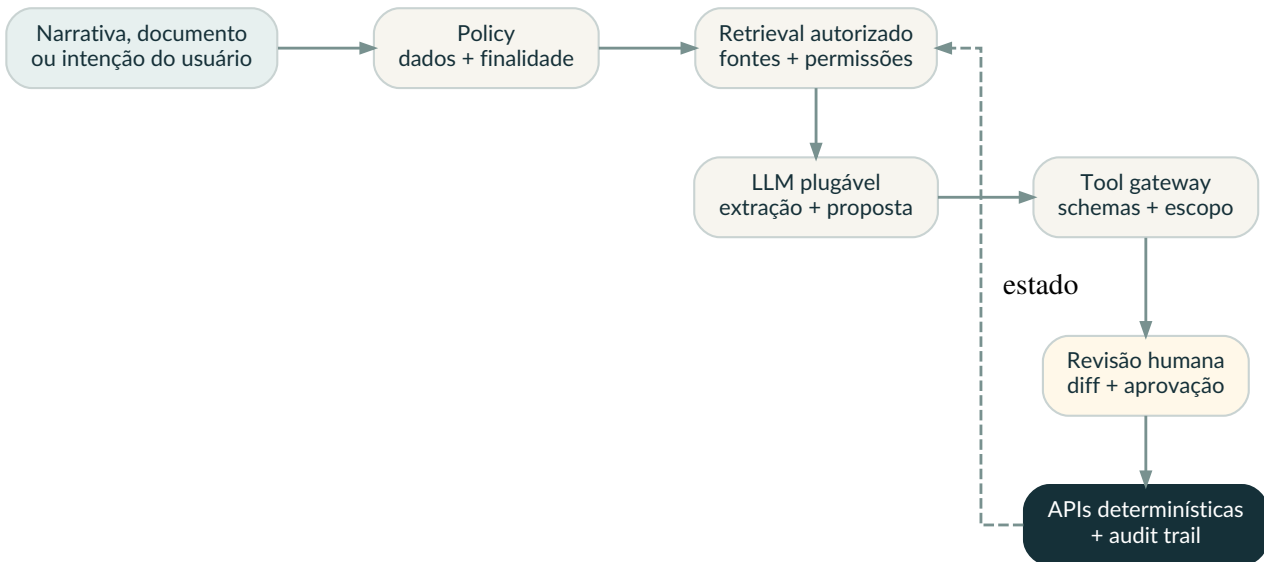 Narrativa, documento
ou intenção do usuário
Policy
dados + finalidade
Retrieval autorizado
fontes + permissões
LLM plugável
extração + proposta
Tool gateway
schemas + escopo
estado
Revisão humana
diff + aprovação
APIs determinísticas
+ audit trail